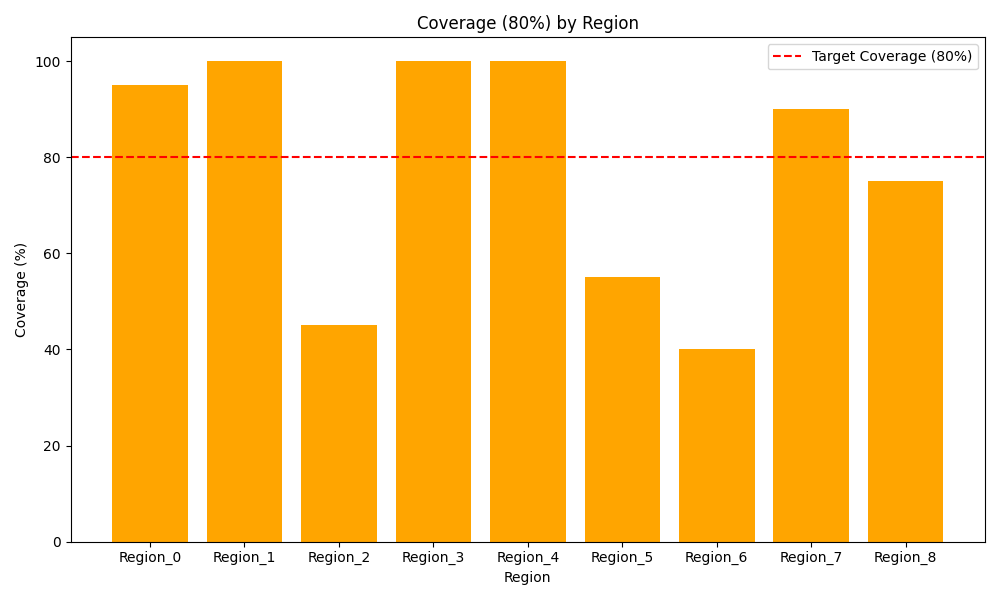 Coverage (80%) by Region
Target Coverage (80%)
Coverage (%)
100
80
60
40
20
0
Region_0 Region_1 Region_2 Region_3 Region_4 Region_5 Region_6 Region_7 Region_8
Region